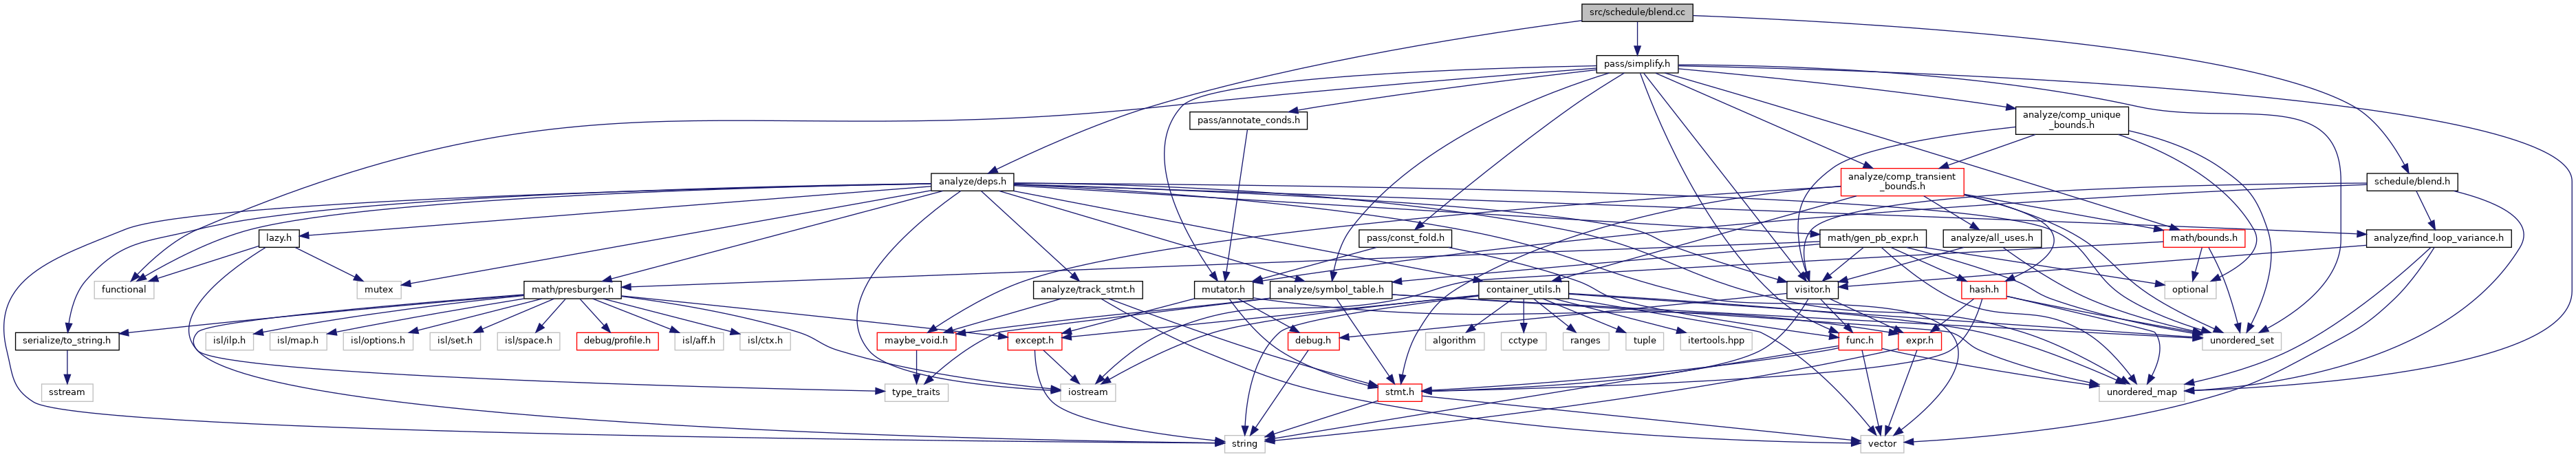 src/schedule/blend.cc
pass/simplify.h
pass/annotate_conds.h
analyze/comp_unique
_bounds.h
analyze/deps.h
analyze/comp_transient
_bounds.h
schedule/blend.h
lazy.h
pass/const_fold.h
math/gen_pb_expr.h
analyze/all_uses.h
math/bounds.h
analyze/find_loop_variance.h
functional
mutex
math/presburger.h
analyze/track_stmt.h
mutator.h
analyze/symbol_table.h
container_utils.h
visitor.h
hash.h
optional
serialize/to_string.h
isl/ilp.h
isl/map.h
isl/options.h
isl/set.h
isl/space.h
debug/profile.h
isl/aff.h
isl/ctx.h
maybe_void.h
except.h
debug.h
algorithm
cctype
ranges
tuple
itertools.hpp
func.h
expr.h
unordered_set
sstream
type_traits
iostream
stmt.h
unordered_map
string
vector